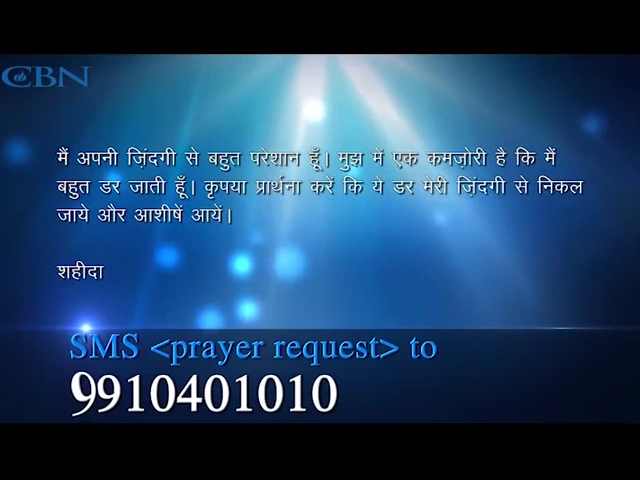 CBN
मैं अपनी ज़िंदगी से बहुत परेशान हूँ। मुझ में एक कमज़ोरी है कि मैं
बहुत डर जाती हूँ। कृपया प्रार्थना करें कि ये डर मेरी ज़िंदगी से निकल
जाये और आशीषें आयें।
शहीदा
SMS <prayer request> to
9910401010